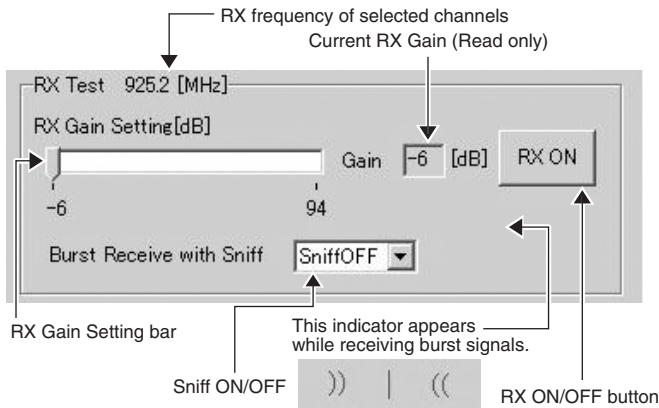 RX frequency of selected channels
Current RX Gain (Read only)
RX Test 925.2 [MHz]
RX Gain Setting[dB]
Gain -6 [dB] RX ON
-6 94
Burst Receive with Sniff SniffOFF
RX Gain Setting bar
This indicator appears
while receiving burst signals.
Sniff ON/OFF
)) | ((
RX ON/OFF button